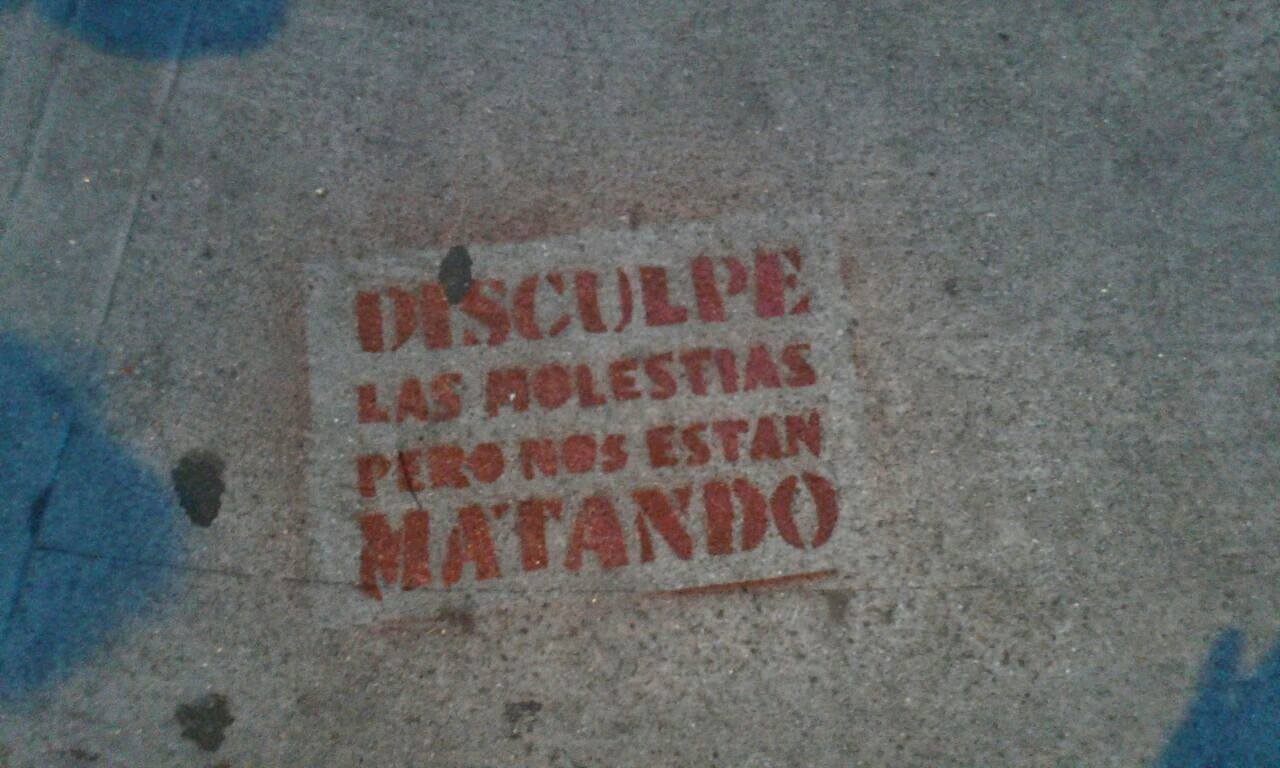 DISCULPE
LAS MOLESTIAS
PERO NOS ESTAN
MATANDO